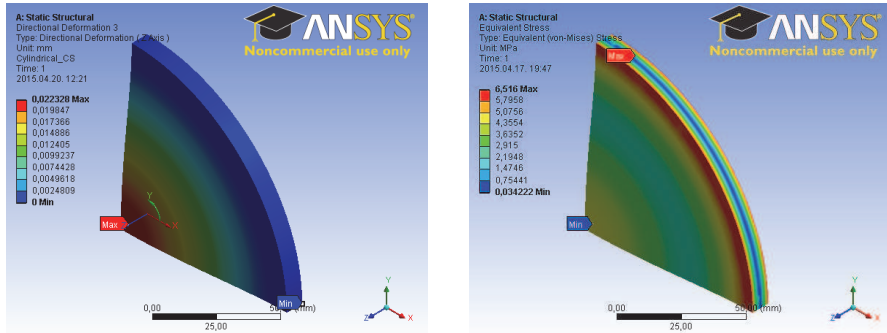 A: Static Structural
Directional Deformation 3
Type: Directional Deformation ( Z Axis )
Unit: mm
Cylindrical_CS
Time: 1
2015.04.20. 12:21
ANSYS
Noncommercial use only
0,022328 Max
0,019847
0,017366
0,014886
0,012405
0,0099237
0,0074428
0,0049618
0,0024809
0 Min
Y
X
Max
Min
0,00
50,00 (mm)
25,00
Y
Z
X
A: Static Structural
Equivalent Stress
Type: Equivalent (von-Mises) Stress
Unit: MPa
Time: 1
2015.04.17. 19:47
ANSYS
Noncommercial use only
Max
6,516 Max
5,7958
5,0756
4,3554
3,6352
2,915
2,1948
1,4746
0,75441
0,034222 Min
Min
0,00
50,00 (mm)
25,00
Y
Z
X